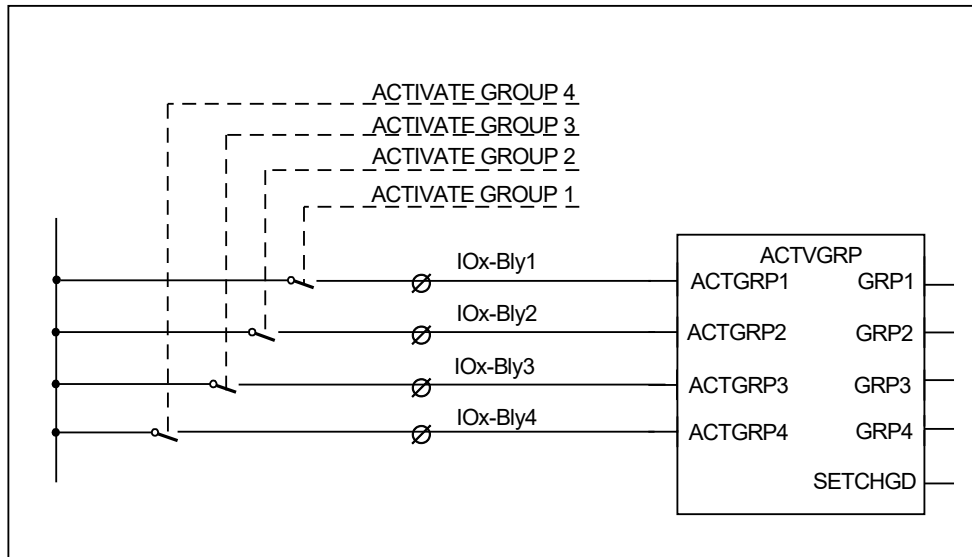 ACTIVATE GROUP 4
ACTIVATE GROUP 3
ACTIVATE GROUP 2
ACTIVATE GROUP 1
ACTVGRP
IOx-Bly1
ACTGRP1 GRP1
IOx-Bly2
ACTGRP2 GRP2
IOx-Bly3
ACTGRP3 GRP3
IOx-Bly4
ACTGRP4 GRP4
SETCHGD